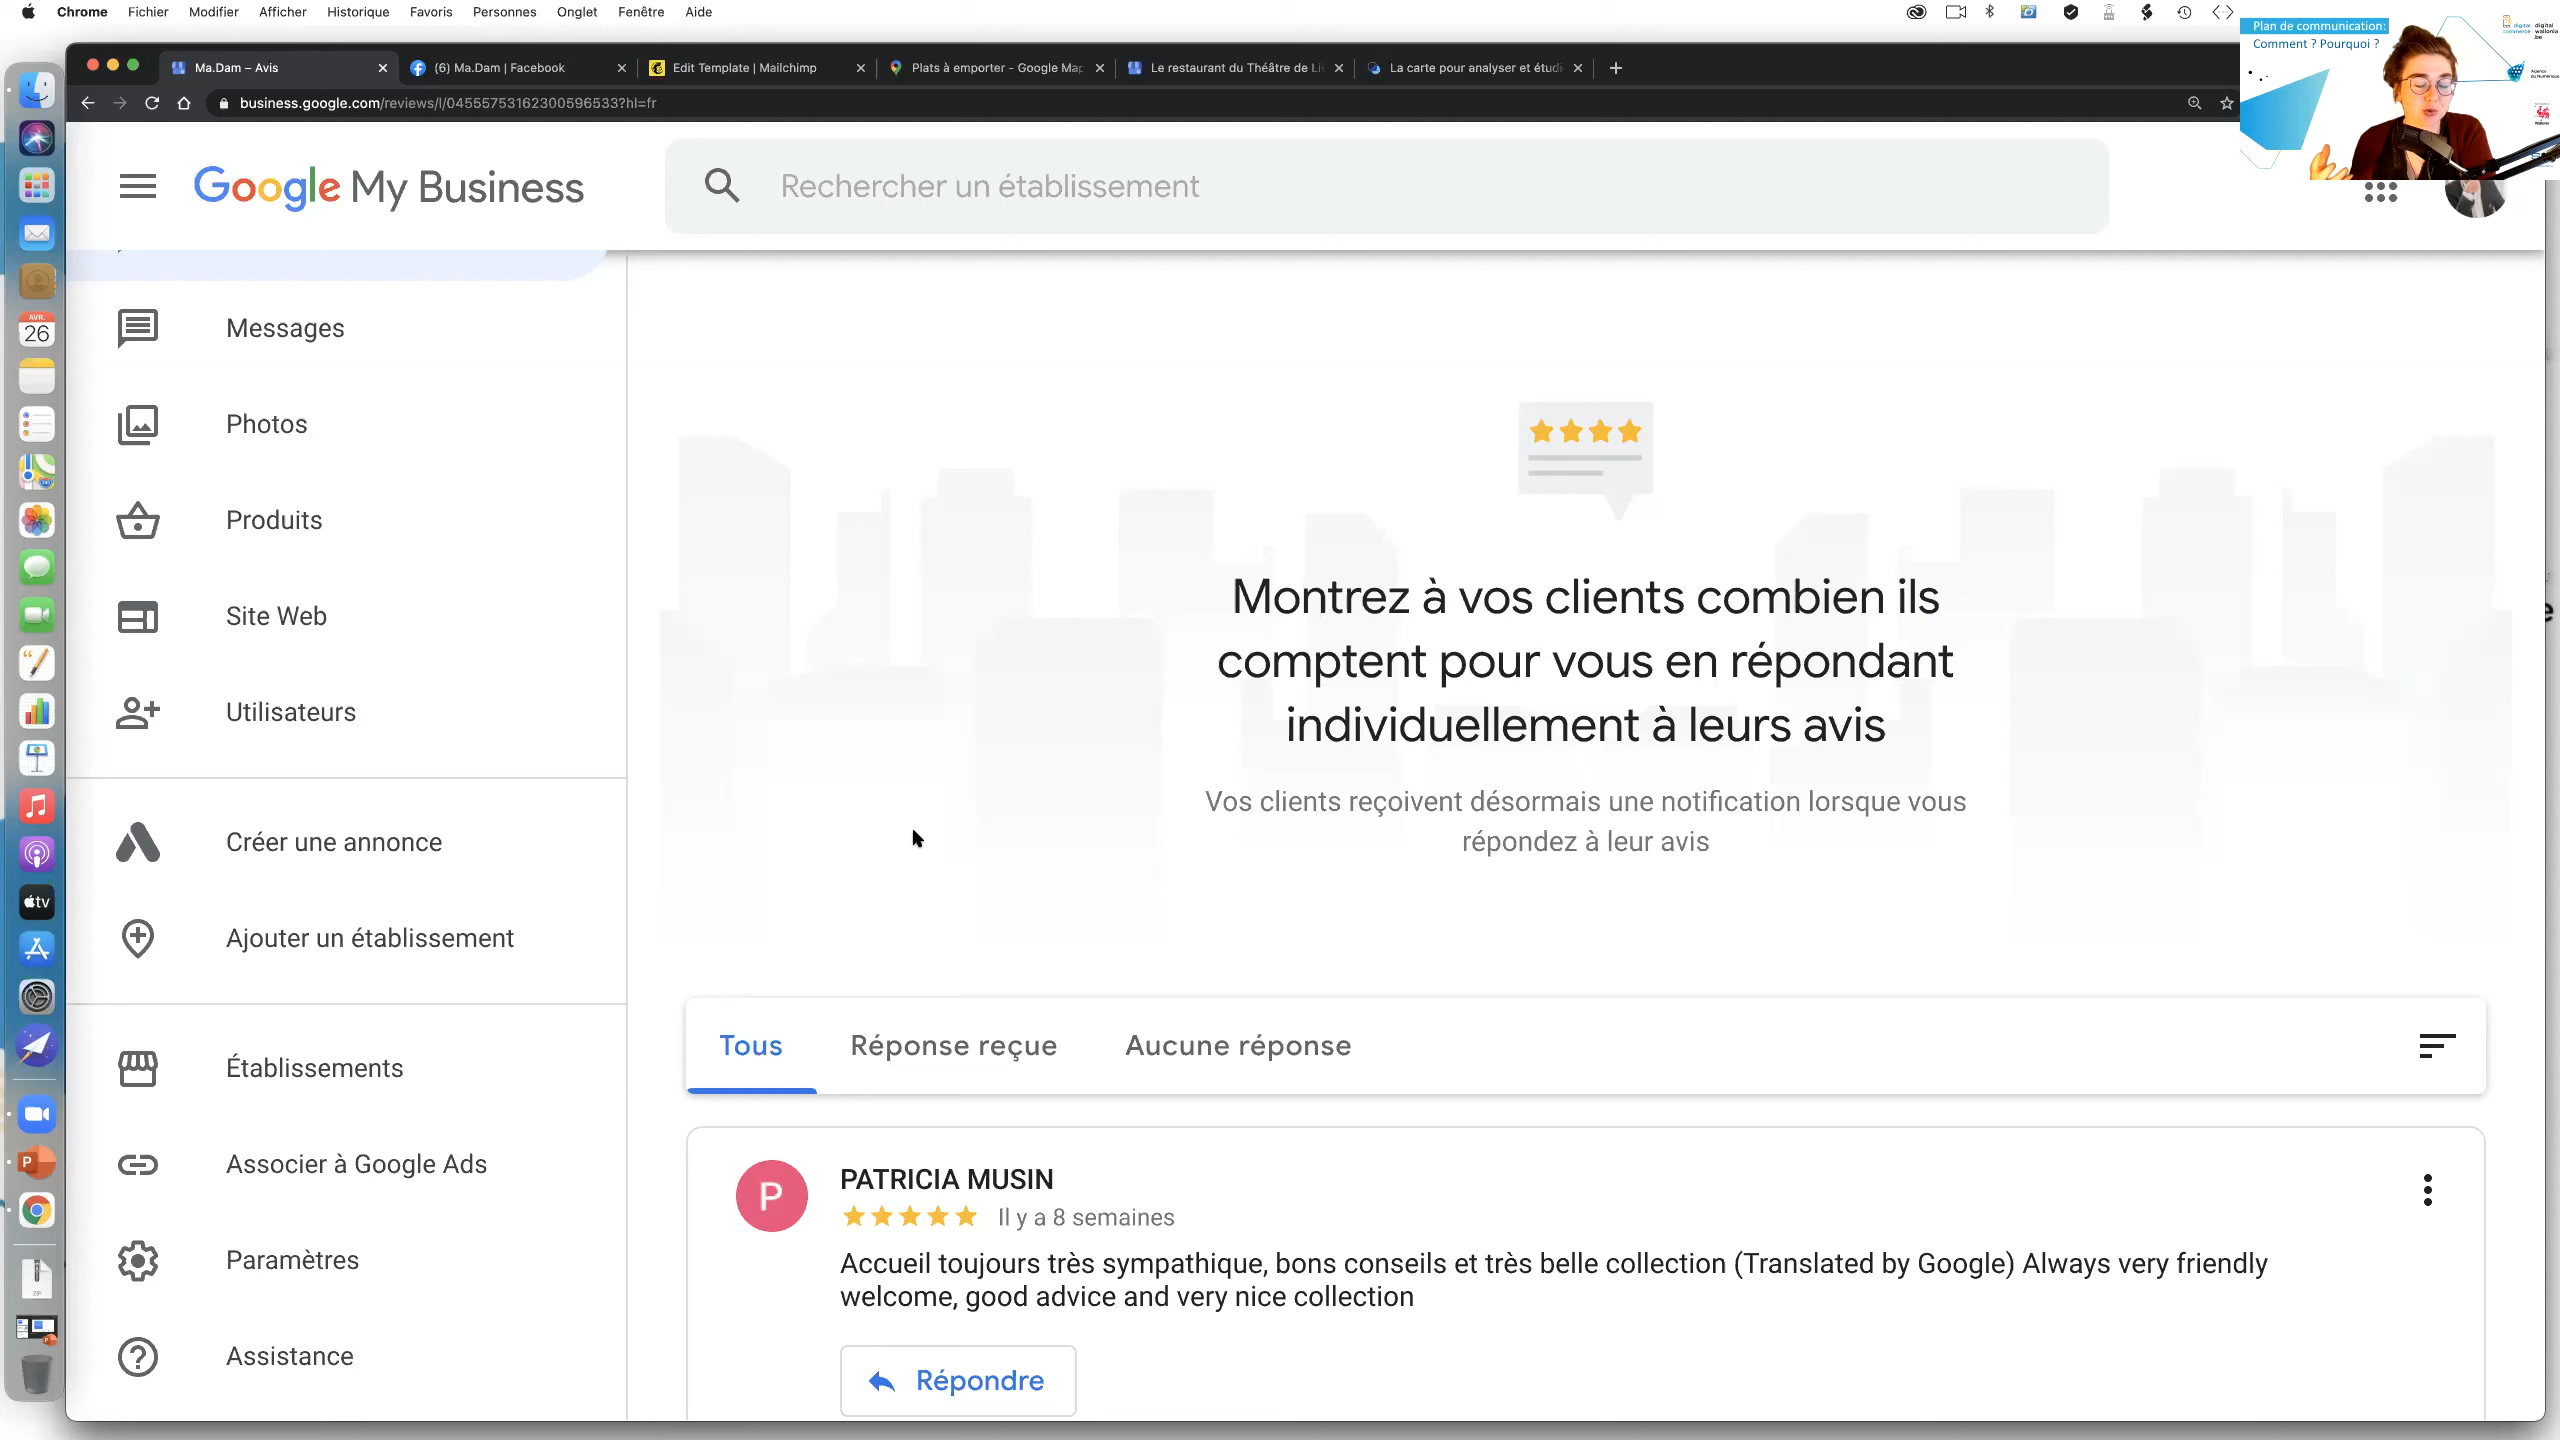 Chrome Fichier Modifier Afficher Historique Favoris Personnes Onglet Fenêtre Aide
Plan de communication:
Comment ? Pourquoi ?
Ma.Dam – Avis
(6) Ma.Dam | Facebook
Edit Template | Mailchimp
Plats à emporter - Google Map
Le restaurant du Théâtre de Li
La carte pour analyser et étudi
business.google.com/reviews/l/04555753162300596533?hl=fr
Google My Business
Rechercher un établissement
AVR.
26
Messages
Photos
Produits
Site Web
Utilisateurs
Créer une annonce
Ajouter un établissement
Établissements
Associer à Google Ads
Paramètres
Assistance
tv
ZIP
Montrez à vos clients combien ils
comptent pour vous en répondant
individuellement à leurs avis
Vos clients reçoivent désormais une notification lorsque vous
répondez à leur avis
Tous Réponse reçue Aucune réponse
P
PATRICIA MUSIN
Il y a 8 semaines
Accueil toujours très sympathique, bons conseils et très belle collection (Translated by Google) Always very friendly
welcome, good advice and very nice collection
Répondre